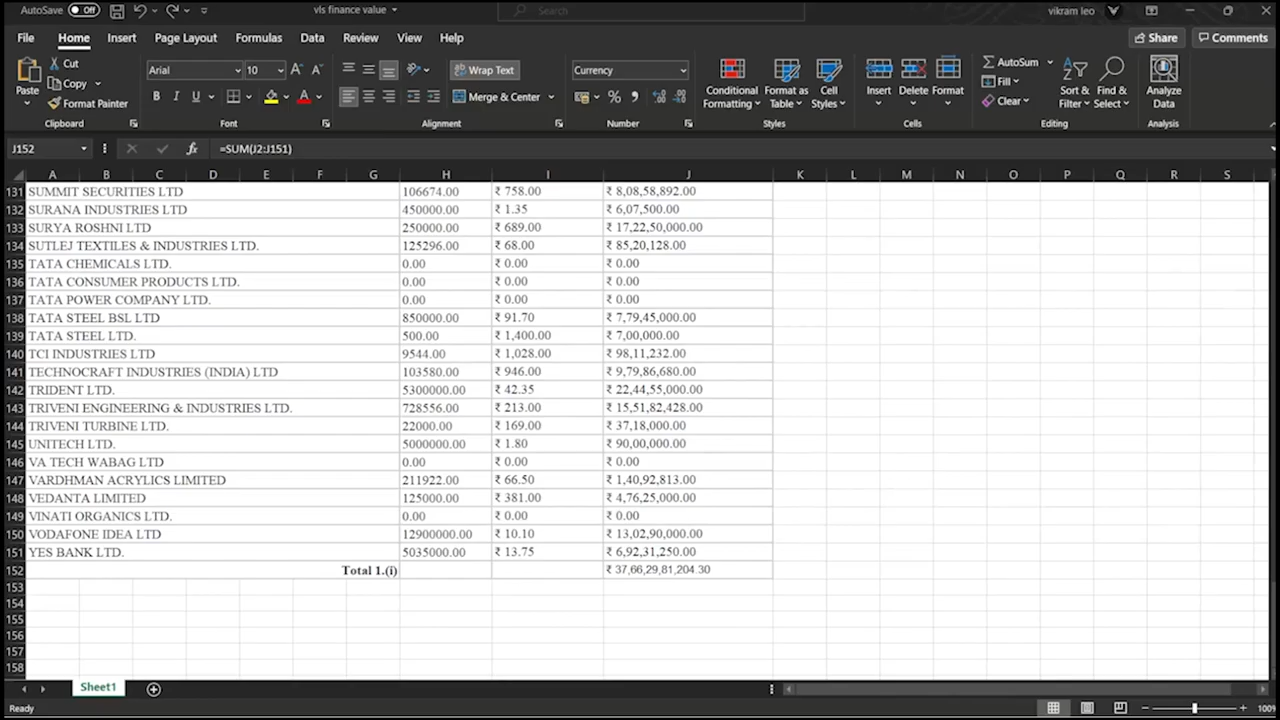 AutoSave Off vls finance value Search vikram leo
File Home Insert Page Layout Formulas Data Review View Help Share Comments
Paste Cut Copy Format Painter Clipboard
Arial 10 B I U A Font
Wrap Text Merge & Center Alignment
Currency % Number
Conditional Formatting Format as Table Cell Styles Styles
Insert Delete Format Cells
AutoSum Fill Clear Sort & Filter Find & Select Editing
Analyze Data Analysis
J152 fx =SUM(J2:J151)
A B C D E F G H I J K L M N O P Q R S
131 SUMMIT SECURITIES LTD 106674.00 ₹ 758.00 ₹ 8,08,58,892.00
132 SURANA INDUSTRIES LTD 450000.00 ₹ 1.35 ₹ 6,07,500.00
133 SURYA ROSHNI LTD 250000.00 ₹ 689.00 ₹ 17,22,50,000.00
134 SUTLEJ TEXTILES & INDUSTRIES LTD. 125296.00 ₹ 68.00 ₹ 85,20,128.00
135 TATA CHEMICALS LTD. 0.00 ₹ 0.00 ₹ 0.00
136 TATA CONSUMER PRODUCTS LTD. 0.00 ₹ 0.00 ₹ 0.00
137 TATA POWER COMPANY LTD. 0.00 ₹ 0.00 ₹ 0.00
138 TATA STEEL BSL LTD 850000.00 ₹ 91.70 ₹ 7,79,45,000.00
139 TATA STEEL LTD. 500.00 ₹ 1,400.00 ₹ 7,00,000.00
140 TCI INDUSTRIES LTD 9544.00 ₹ 1,028.00 ₹ 98,11,232.00
141 TECHNOCRAFT INDUSTRIES (INDIA) LTD 103580.00 ₹ 946.00 ₹ 9,79,86,680.00
142 TRIDENT LTD. 5300000.00 ₹ 42.35 ₹ 22,44,55,000.00
143 TRIVENI ENGINEERING & INDUSTRIES LTD. 728556.00 ₹ 213.00 ₹ 15,51,82,428.00
144 TRIVENI TURBINE LTD. 22000.00 ₹ 169.00 ₹ 37,18,000.00
145 UNITECH LTD. 5000000.00 ₹ 1.80 ₹ 90,00,000.00
146 VA TECH WABAG LTD 0.00 ₹ 0.00 ₹ 0.00
147 VARDHMAN ACRYLICS LIMITED 211922.00 ₹ 66.50 ₹ 1,40,92,813.00
148 VEDANTA LIMITED 125000.00 ₹ 381.00 ₹ 4,76,25,000.00
149 VINATI ORGANICS LTD. 0.00 ₹ 0.00 ₹ 0.00
150 VODAFONE IDEA LTD 12900000.00 ₹ 10.10 ₹ 13,02,90,000.00
151 YES BANK LTD. 5035000.00 ₹ 13.75 ₹ 6,92,31,250.00
152 Total 1.(i) ₹ 37,66,29,81,204.30
153
154
155
156
157
158
Sheet1
Ready 100%